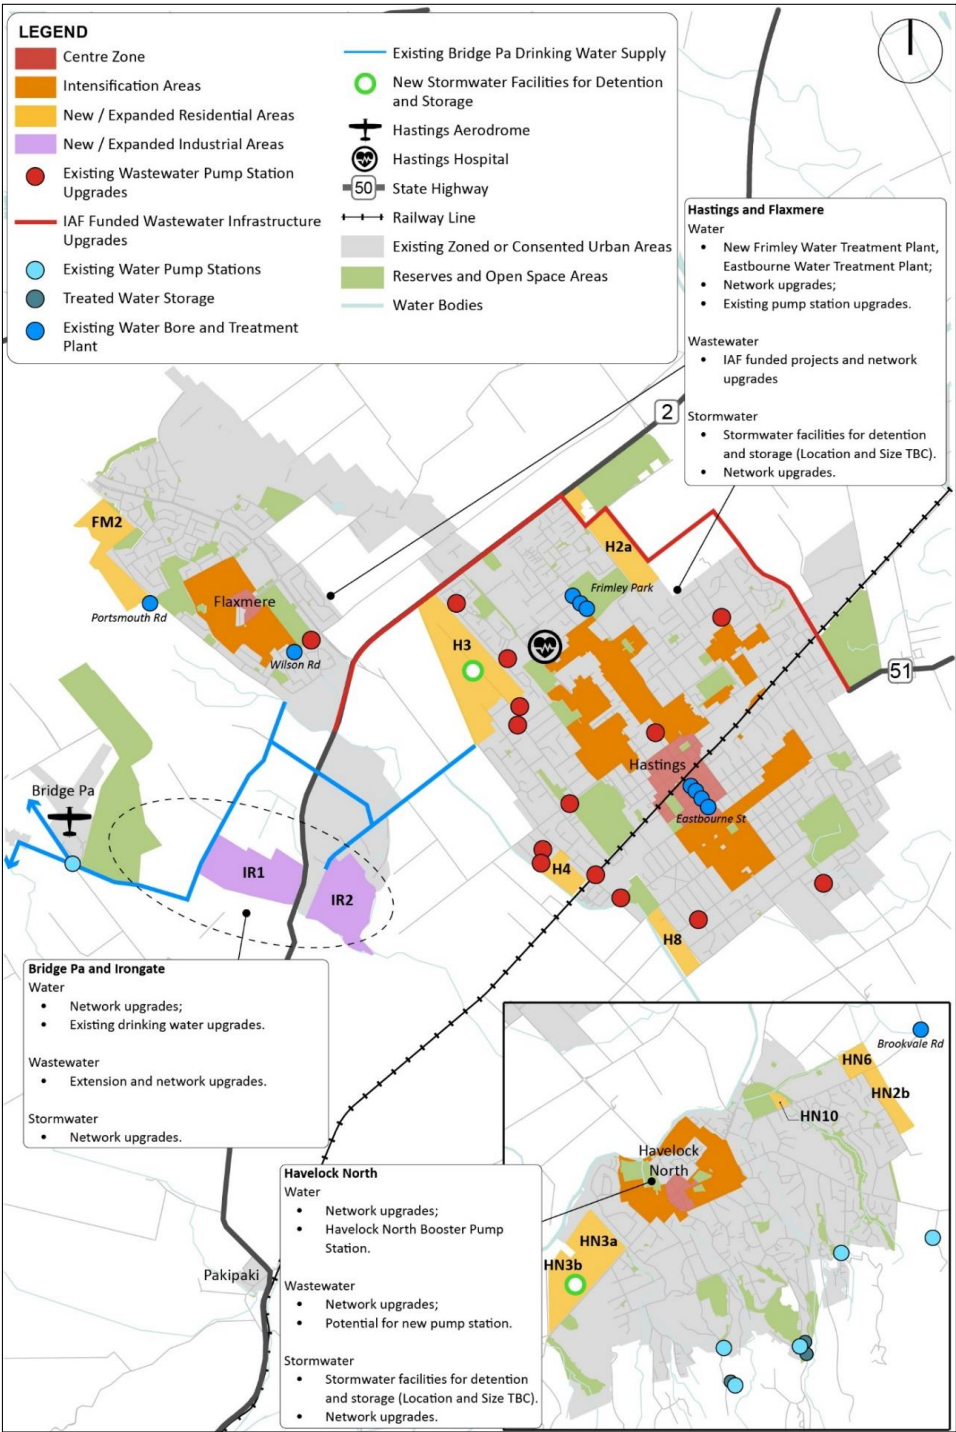 LEGEND
Centre Zone
Intensification Areas
New / Expanded Residential Areas
New / Expanded Industrial Areas
Existing Wastewater Pump Station
Upgrades
IAF Funded Wastewater Infrastructure
Upgrades
Existing Water Pump Stations
Treated Water Storage
Existing Water Bore and Treatment
Plant
Existing Bridge Pa Drinking Water Supply
New Stormwater Facilities for Detention
and Storage
Hastings Aerodrome
Hastings Hospital
50 State Highway
Railway Line
Existing Zoned or Consented Urban Areas
Reserves and Open Space Areas
Water Bodies
Hastings and Flaxmere
Water
• New Frimley Water Treatment Plant,
Eastbourne Water Treatment Plant;
• Network upgrades;
• Existing pump station upgrades.
Wastewater
• IAF funded projects and network
upgrades
Stormwater
• Stormwater facilities for detention
and storage (Location and Size TBC).
• Network upgrades.
2
FM2
H2a
Frimley Park
Flaxmere
Portsmouth Rd
H3
Wilson Rd
51
Hastings
Bridge Pa
Eastbourne St
IR1
H4
IR2
H8
Bridge Pa and Irongate
Water
• Network upgrades;
• Existing drinking water upgrades.
Wastewater
• Extension and network upgrades.
Stormwater
• Network upgrades.
Brookvale Rd
HN6
HN2b
HN10
Havelock
North
HN3a
HN3b
Pakipaki
Havelock North
Water
• Network upgrades;
• Havelock North Booster Pump
Station.
Wastewater
• Network upgrades;
• Potential for new pump station.
Stormwater
• Stormwater facilities for detention
and storage (Location and Size TBC).
• Network upgrades.